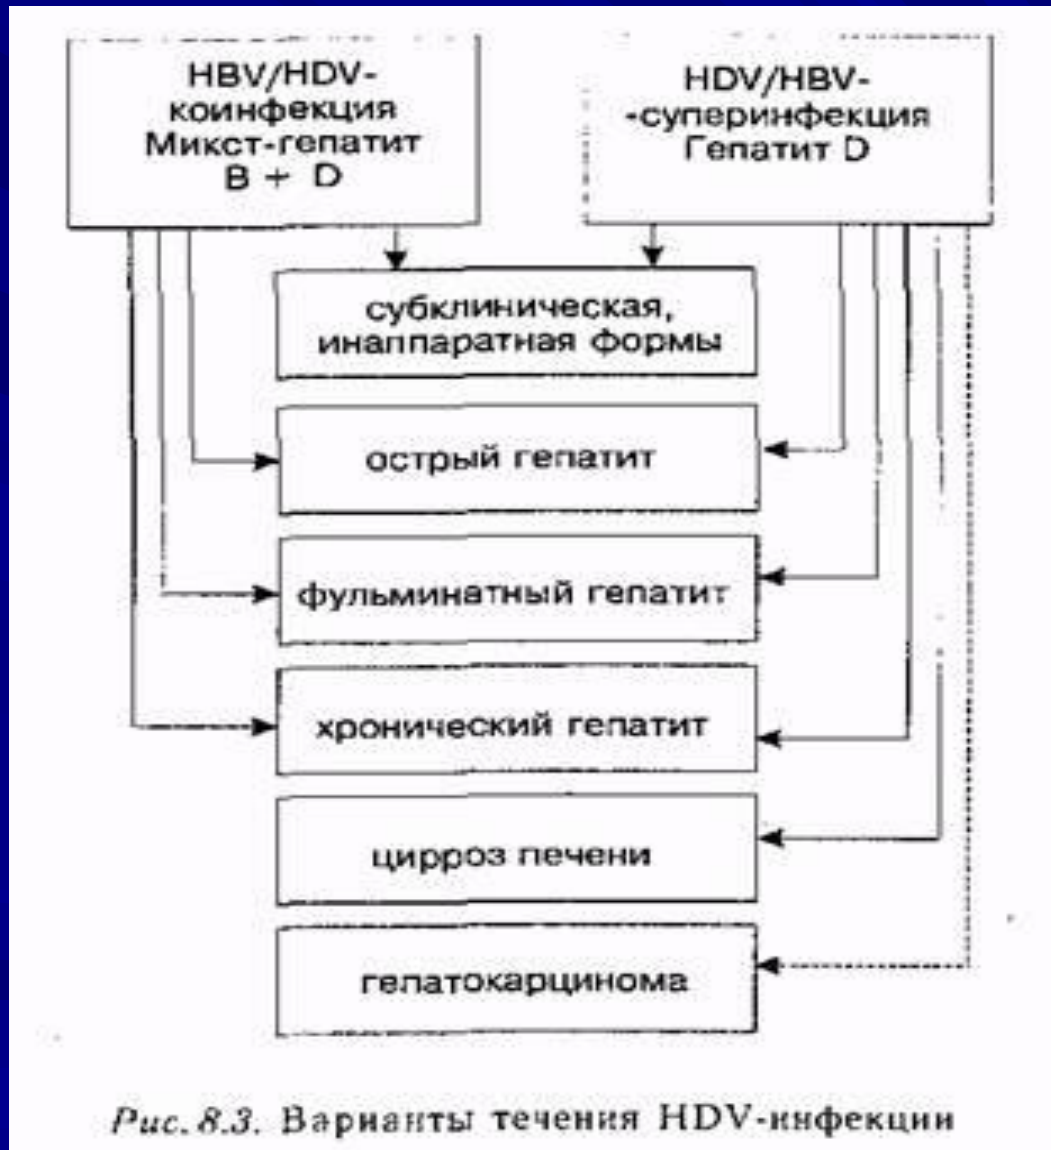 HBV/HDV-
коинфекция
Микст-гепатит
B + D
HDV/HBV-
-суперинфекция
Гепатит D
субклиническая,
инаппаратная формы
острый гепатит
фульминатный гепатит
хронический гепатит
цирроз печени
гепатокарцинома
Рис. 8.3. Варианты течения HDV-инфекции